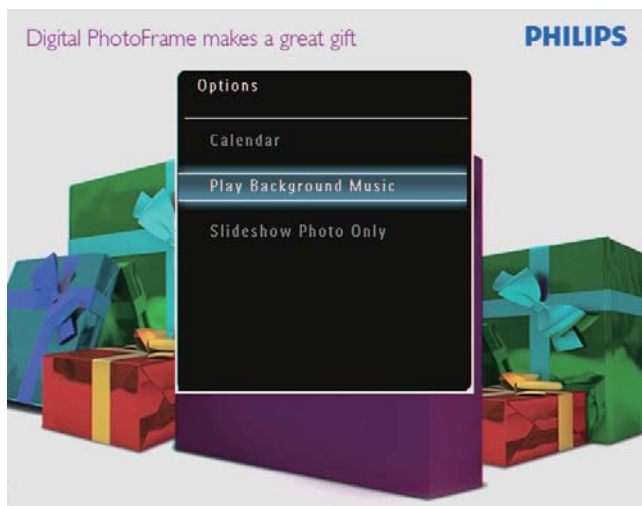 Digital PhotoFrame makes a great gift
PHILIPS
Options
Calendar
Play Background Music
Slideshow Photo Only